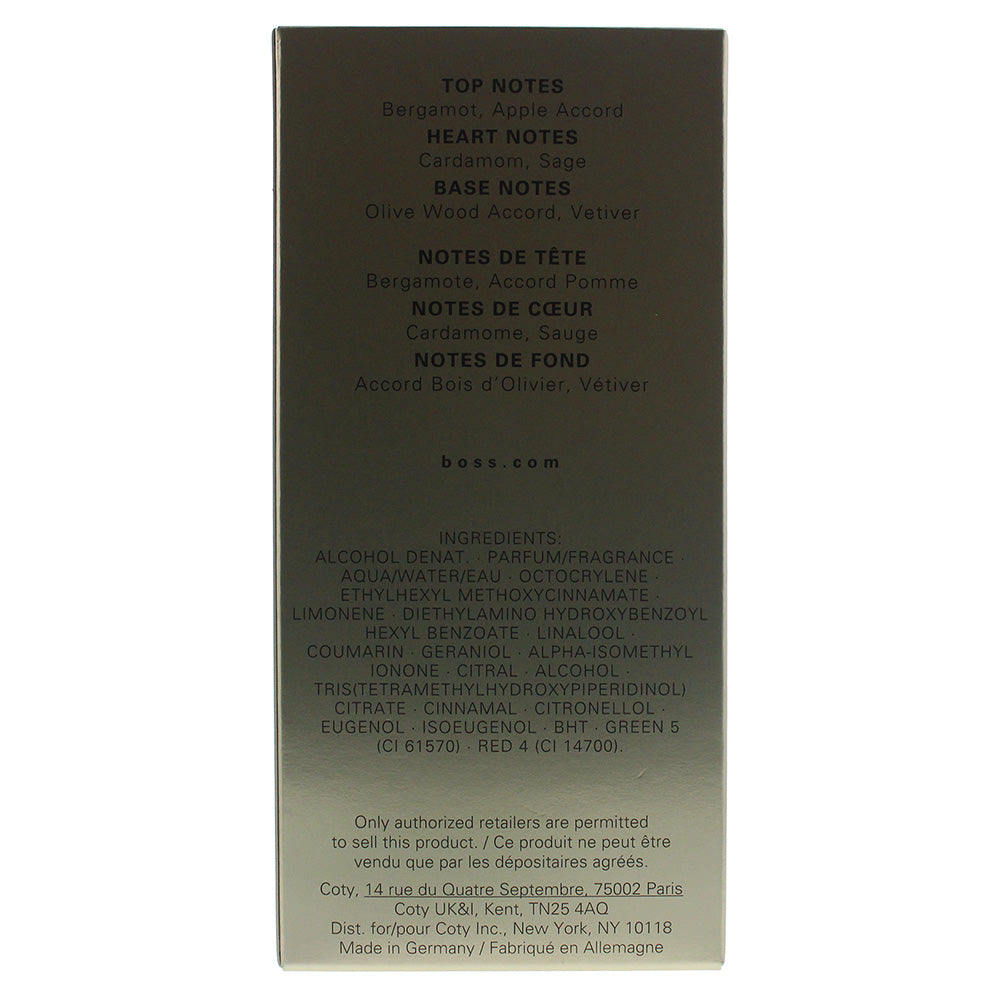 TOP NOTES
Bergamot, Apple Accord
HEART NOTES
Cardamom, Sage
BASE NOTES
Olive Wood Accord, Vetiver
NOTES DE TÊTE
Bergamote, Accord Pomme
NOTES DE CŒUR
Cardamome, Sauge
NOTES DE FOND
Accord Bois d'Olivier, Vétiver
boss.com
INGREDIENTS:
ALCOHOL DENAT. · PARFUM/FRAGRANCE ·
AQUA/WATER/EAU · OCTOCRYLENE ·
ETHYLHEXYL METHOXYCINNAMATE ·
LIMONENE · DIETHYLAMINO HYDROXYBENZOYL
HEXYL BENZOATE · LINALOOL ·
COUMARIN · GERANIOL · ALPHA-ISOMETHYL
IONONE · CITRAL · ALCOHOL ·
TRIS(TETRAMETHYLHYDROXYPIPERIDINOL)
CITRATE · CINNAMAL · CITRONELLOL ·
EUGENOL · ISOEUGENOL · BHT · GREEN 5
(CI 61570) · RED 4 (CI 14700).
Only authorized retailers are permitted
to sell this product. / Ce produit ne peut être
vendu que par les dépositaires agréés.
Coty, 14 rue du Quatre Septembre, 75002 Paris
Coty UK&I, Kent, TN25 4AQ
Dist. for/pour Coty Inc., New York, NY 10118
Made in Germany / Fabriqué en Allemagne